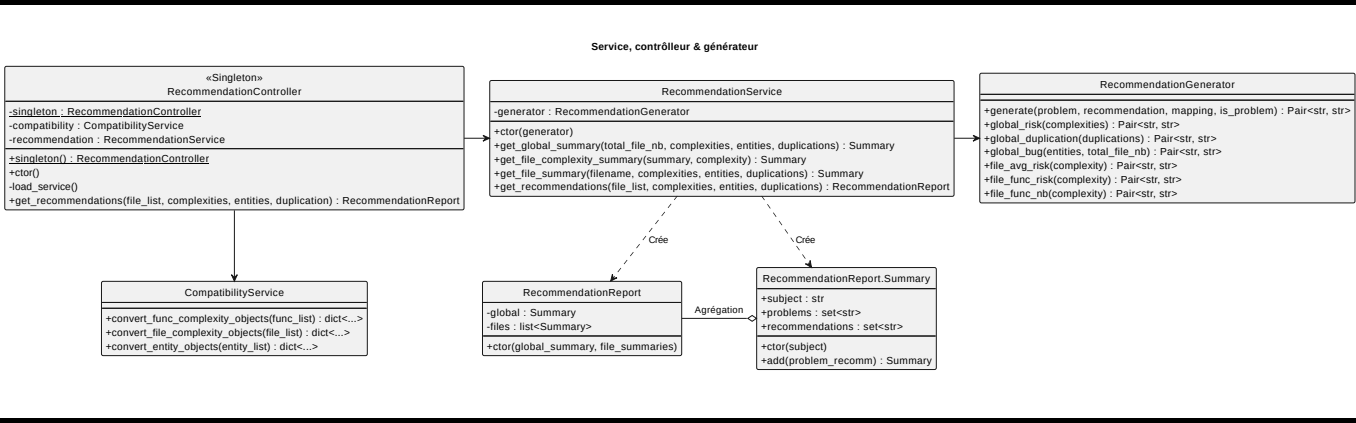 Service, contrôlleur & générateur
«Singleton»
RecommendationController
-singleton : RecommendationController
-compatibility : CompatibilityService
-recommendation : RecommendationService
+singleton() : RecommendationController
+ctor()
-load_service()
+get_recommendations(file_list, complexities, entities, duplication) : RecommendationReport
RecommendationService
-generator : RecommendationGenerator
+ctor(generator)
+get_global_summary(total_file_nb, complexities, entities, duplications) : Summary
+get_file_complexity_summary(summary, complexity) : Summary
+get_file_summary(filename, complexities, entities, duplications) : Summary
+get_recommendations(file_list, complexities, entities, duplications) : RecommendationReport
RecommendationGenerator
+generate(problem, recommendation, mapping, is_problem) : Pair<str, str>
+global_risk(complexities) : Pair<str, str>
+global_duplication(duplications) : Pair<str, str>
+global_bug(entities, total_file_nb) : Pair<str, str>
+file_avg_risk(complexity) : Pair<str, str>
+file_func_risk(complexity) : Pair<str, str>
+file_func_nb(complexity) : Pair<str, str>
Crée
Crée
CompatibilityService
+convert_func_complexity_objects(func_list) : dict<...>
+convert_file_complexity_objects(file_list) : dict<...>
+convert_entity_objects(entity_list) : dict<...>
RecommendationReport
-global : Summary
-files : list<Summary>
+ctor(global_summary, file_summaries)
Agrégation
RecommendationReport.Summary
+subject : str
+problems : set<str>
+recommendations : set<str>
+ctor(subject)
+add(problem_recomm) : Summary